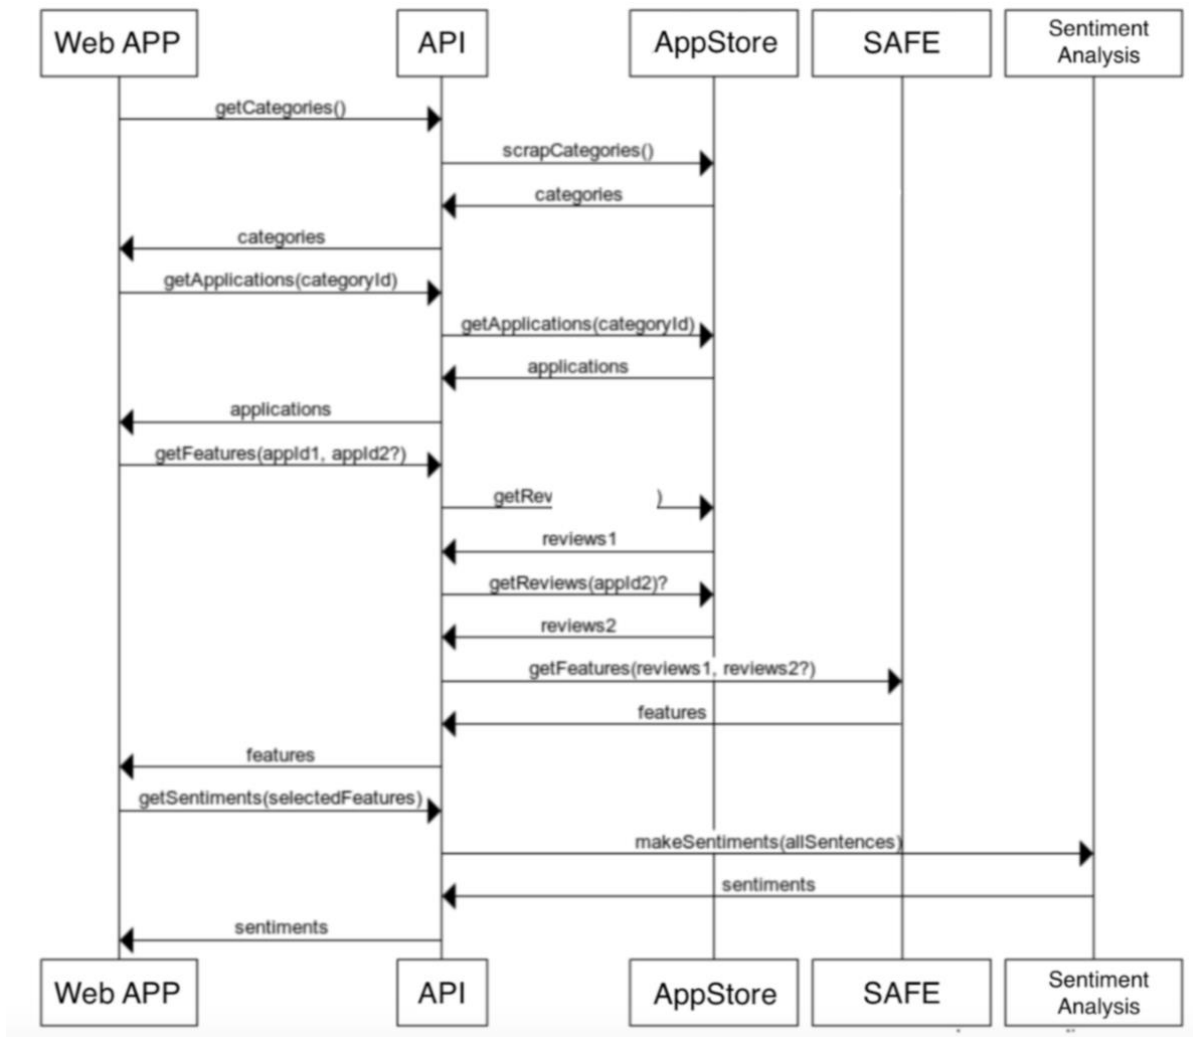 Web APP
API
AppStore
SAFE
Sentiment
Analysis
getCategories()
scrapCategories()
categories
categories
getApplications(categoryId)
getApplications(categoryId)
applications
applications
getFeatures(appId1, appId2?)
getRev )
reviews1
getReviews(appId2)?
reviews2
getFeatures(reviews1, reviews2?)
features
features
getSentiments(selectedFeatures)
makeSentiments(allSentences)
sentiments
sentiments
Web APP
API
AppStore
SAFE
Sentiment
Analysis